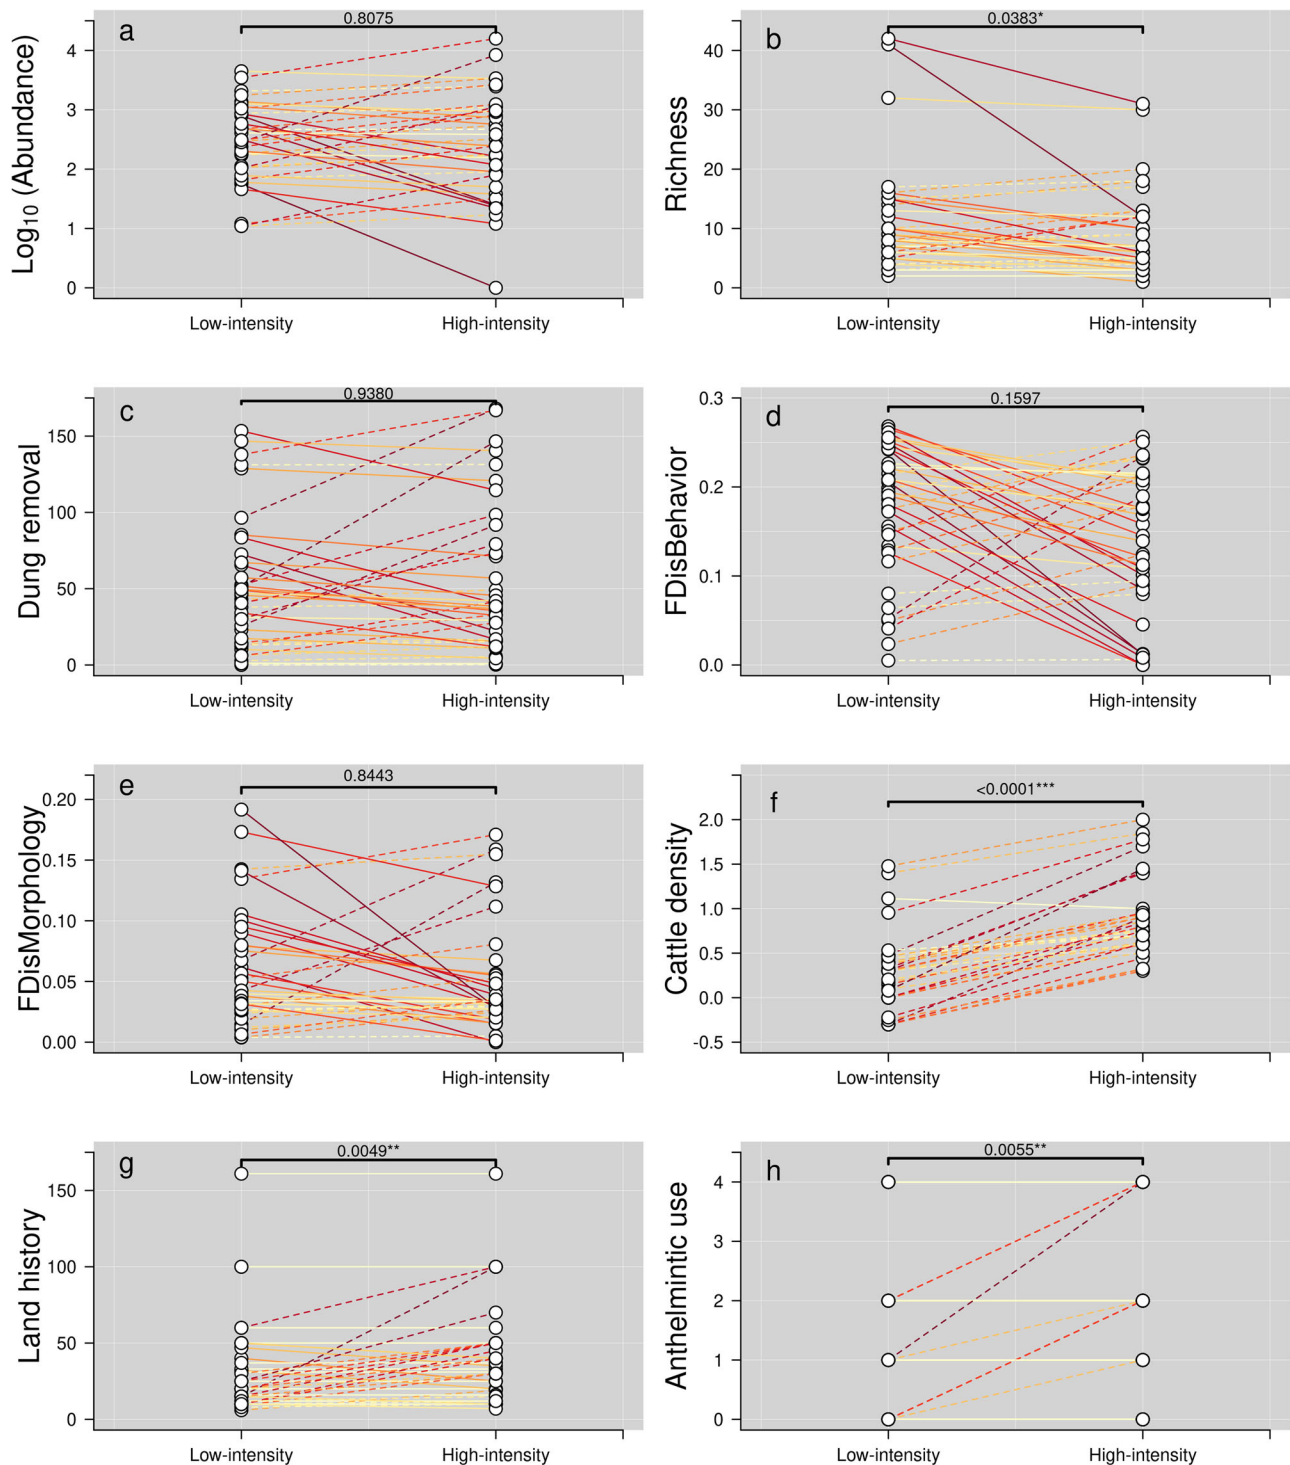 a
0.8075
Log10 (Abundance)
4
3
2
1
0
Low-intensity
High-intensity
b
0.0383*
Richness
40
30
20
10
0
Low-intensity
High-intensity
c
0.9380
Dung removal
150
100
50
0
Low-intensity
High-intensity
d
0.1597
FDisBehavior
0.3
0.2
0.1
0.0
Low-intensity
High-intensity
e
0.8443
FDisMorphology
0.20
0.15
0.10
0.05
0.00
Low-intensity
High-intensity
f
<0.0001***
Cattle density
2.0
1.5
1.0
0.5
0.0
-0.5
Low-intensity
High-intensity
g
0.0049**
Land history
150
100
50
0
Low-intensity
High-intensity
h
0.0055**
Anthelmintic use
4
3
2
1
0
Low-intensity
High-intensity